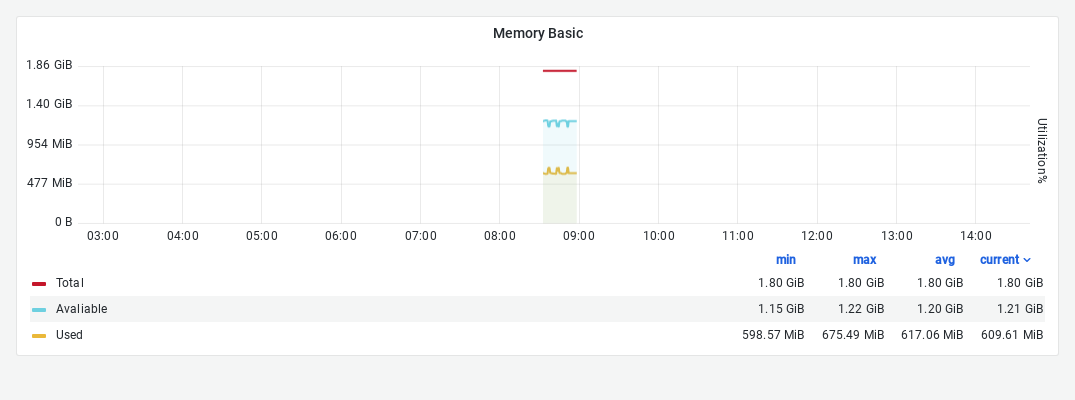 Memory Basic
1.86 GiB
1.40 GiB
954 MiB
477 MiB
0 B
Utilization%
03:00 04:00 05:00 06:00 07:00 08:00 09:00 10:00 11:00 12:00 13:00 14:00
min max avg current
Total 1.80 GiB 1.80 GiB 1.80 GiB 1.80 GiB
Avaliable 1.15 GiB 1.22 GiB 1.20 GiB 1.21 GiB
Used 598.57 MiB 675.49 MiB 617.06 MiB 609.61 MiB